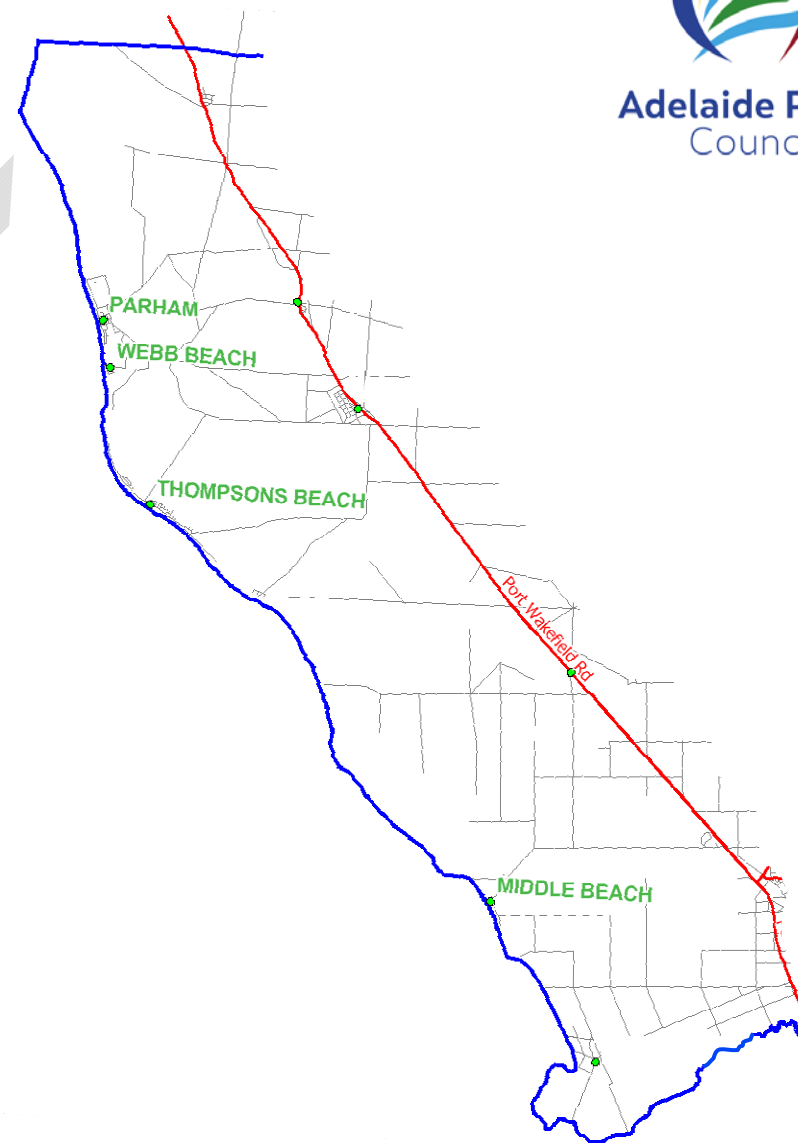 Adelaide P
Counc
PARHAM
WEBB BEACH
THOMPSONS BEACH
Port Wakefield Rd
MIDDLE BEACH